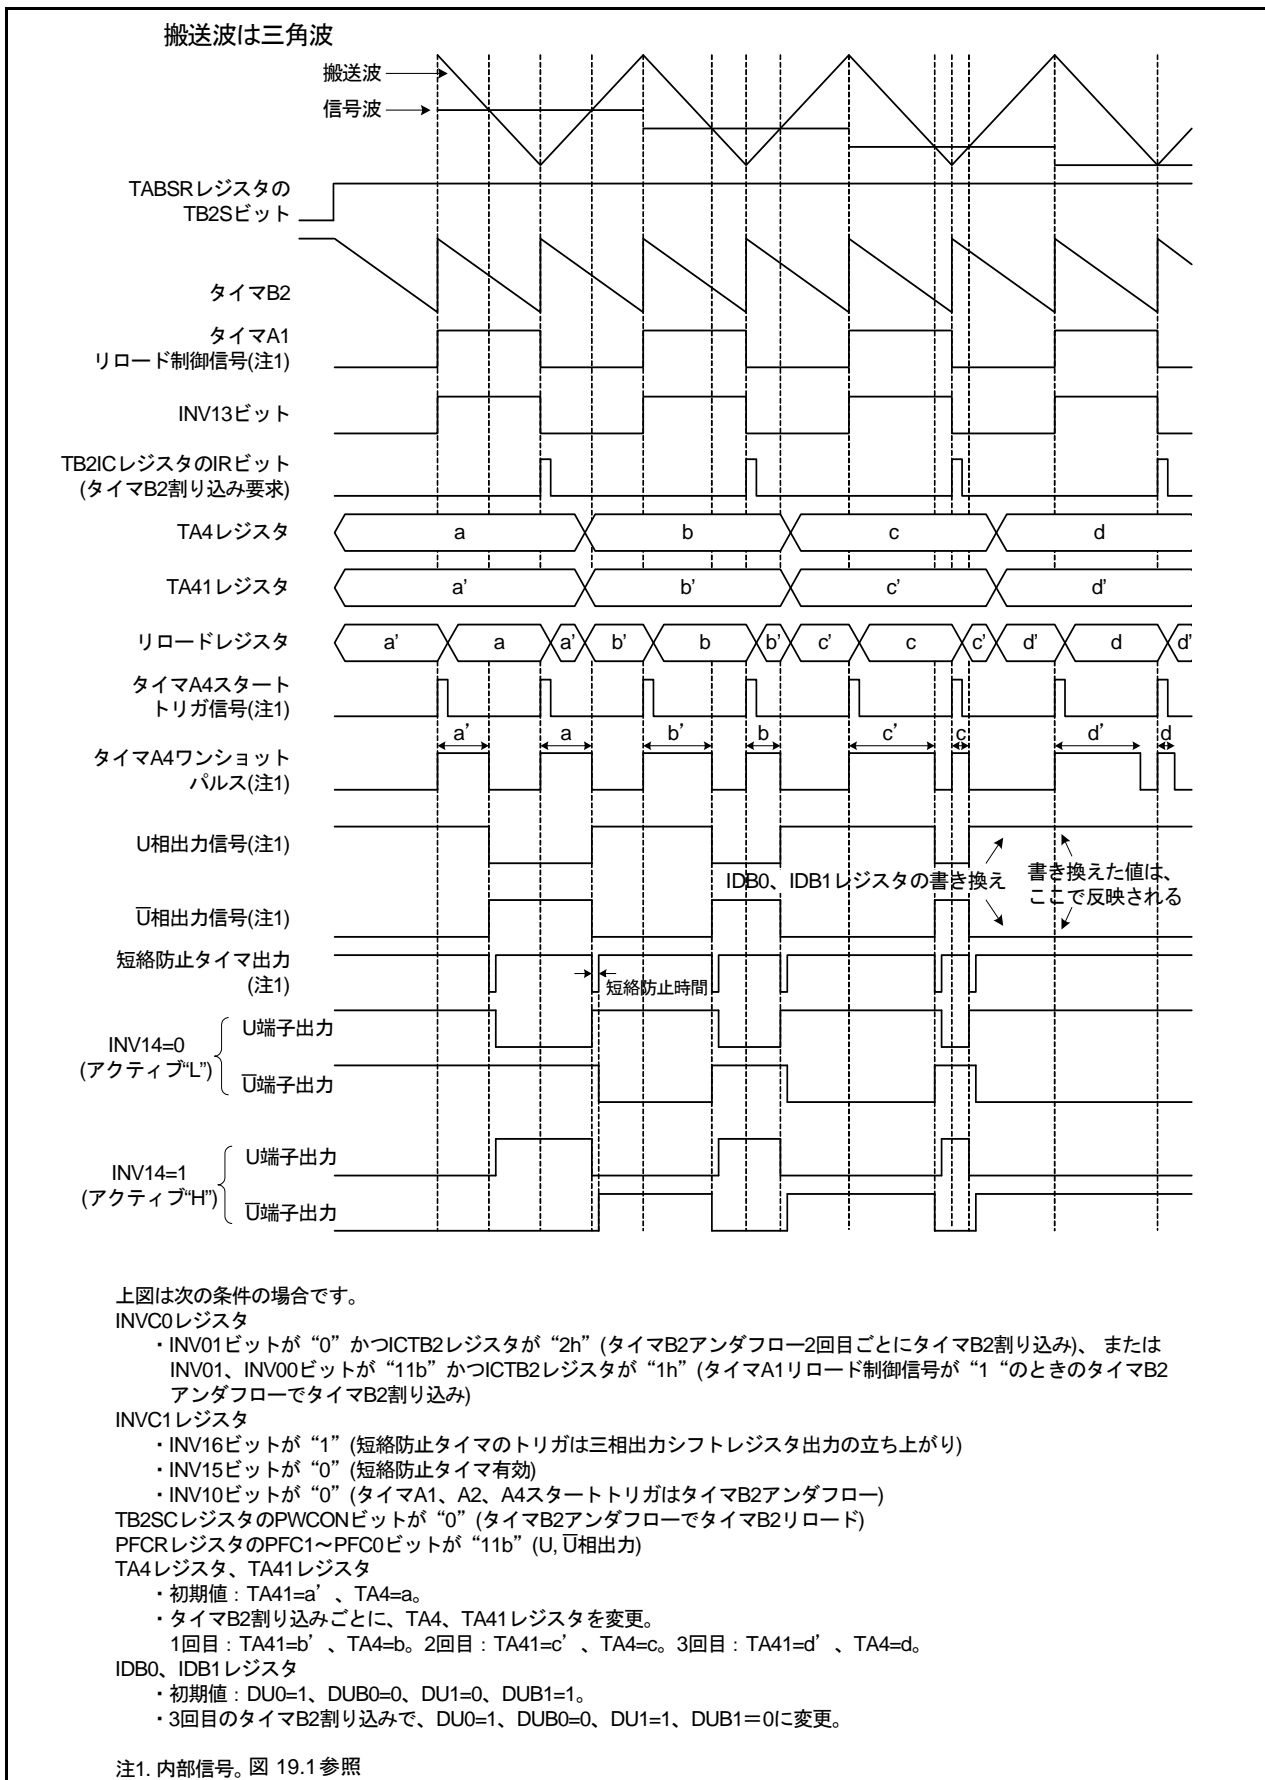 搬送波は三角波
搬送波
信号波
TABSRレジスタの
TB2Sビット
タイマB2
タイマA1
リロード制御信号(注1)
INV13ビット
TB2ICレジスタのIRビット
(タイマB2割り込み要求)
TA4レジスタ
a
b
c
d
TA41レジスタ
a’
b’
c’
d’
リロードレジスタ
a’
a
a’
b’
b
b’
c’
c
c’
d’
d
d’
タイマA4スタート
トリガ信号(注1)
a’
a
b’
b
c’
c
d’
d
タイマA4ワンショット
パルス(注1)
U相出力信号(注1)
IDB0、IDB1レジスタの書き換え
書き換えた値は、
ここで反映される
U̅相出力信号(注1)
短絡防止タイマ出力
(注1)
短絡防止時間
INV14=0
(アクティブ“L”)
U端子出力
U̅端子出力
INV14=1
(アクティブ“H”)
U端子出力
U̅端子出力
上図は次の条件の場合です。
INVC0レジスタ
・INV01ビットが“0”かつICTB2レジスタが“2h”(タイマB2アンダフロー2回目ごとにタイマB2割り込み)、または
INV01、INV00ビットが“11b”かつICTB2レジスタが“1h”(タイマA1リロード制御信号が“1“のときのタイマB2
アンダフローでタイマB2割り込み)
INVC1レジスタ
・INV16ビットが“1”(短絡防止タイマのトリガは三相出力シフトレジスタ出力の立ち上がり)
・INV15ビットが“0”(短絡防止タイマ有効)
・INV10ビットが“0”(タイマA1、A2、A4スタートトリガはタイマB2アンダフロー)
TB2SCレジスタのPWCONビットが“0”(タイマB2アンダフローでタイマB2リロード)
PFCRレジスタのPFC1～PFC0ビットが“11b”(U, U̅相出力)
TA4レジスタ、TA41レジスタ
・初期値：TA41=a’、TA4=a。
・タイマB2割り込みごとに、TA4、TA41レジスタを変更。
1回目：TA41=b’、TA4=b。2回目：TA41=c’、TA4=c。3回目：TA41=d’、TA4=d。
IDB0、IDB1レジスタ
・初期値：DU0=1、DUB0=0、DU1=0、DUB1=1。
・3回目のタイマB2割り込みで、DU0=1、DUB0=0、DU1=1、DUB1＝0に変更。
注1. 内部信号。図 19.1参照